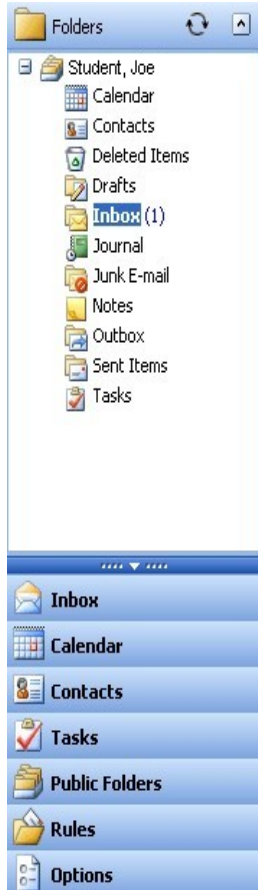 Folders
Student, Joe
Calendar
Contacts
Deleted Items
Drafts
Inbox (1)
Journal
Junk E-mail
Notes
Outbox
Sent Items
Tasks
Inbox
Calendar
Contacts
Tasks
Public Folders
Rules
Options